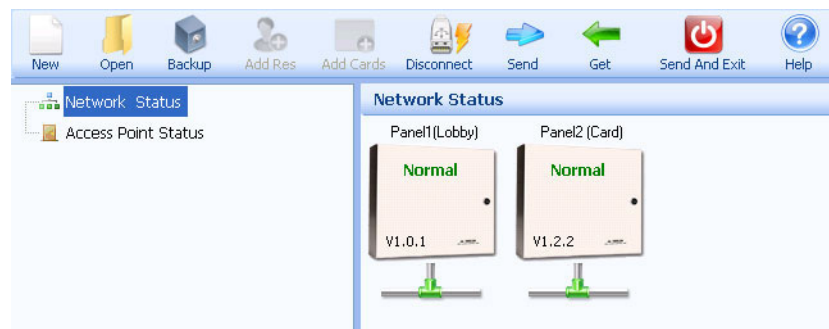 New Open Backup Add Res Add Cards Disconnect Send Get Send And Exit Help
Network Status
Access Point Status
Network Status
Panel1(Lobby) Panel2 (Card)
Normal Normal
V1.0.1 V1.2.2